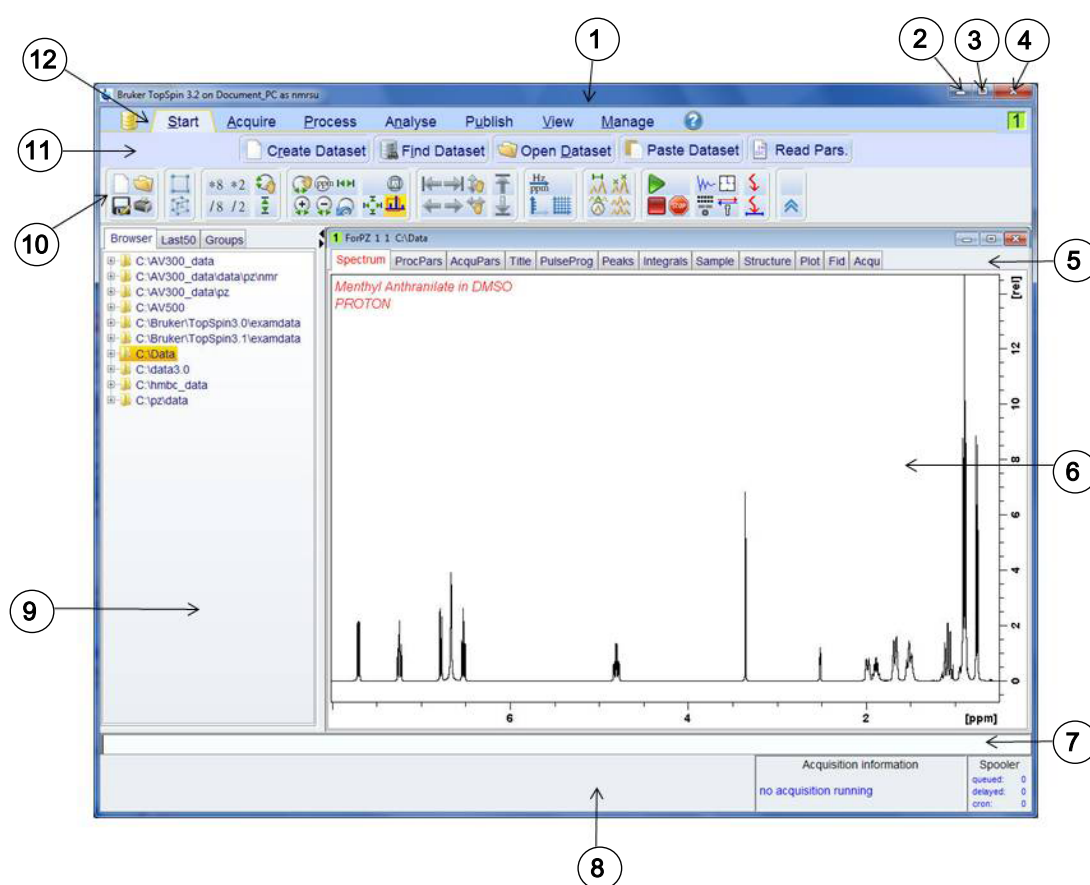 1
2
3
4
12
Bruker TopSpin 3.2 on Document_PC as nmrsu
Start Acquire Process Analyse Publish View Manage ? 1
11
Create Dataset Find Dataset Open Dataset Paste Dataset Read Pars.
*8 *2 ppm Hz ppm
/8 /2 STOP
10
Browser Last50 Groups
1 ForPZ 1 1 C:\Data
Spectrum ProcPars AcquPars Title PulseProg Peaks Integrals Sample Structure Plot Fid Acqu
5
C:\AV300_data
C:\AV300_data\data\pz\nmr
C:\AV300_data\pz
C:\AV500
C:\Bruker\TopSpin3.0\examdata
C:\Bruker\TopSpin3.1\examdata
C:\Data
C:\data3.0
C:\hmbc_data
C:\pz\data
Menthyl Anthranilate in DMSO
PROTON
[rel]
12
10
8
6
4
2
0
6
9
6 4 2 [ppm]
7
Acquisition information
no acquisition running
Spooler
queued: 0
delayed: 0
cron: 0
8